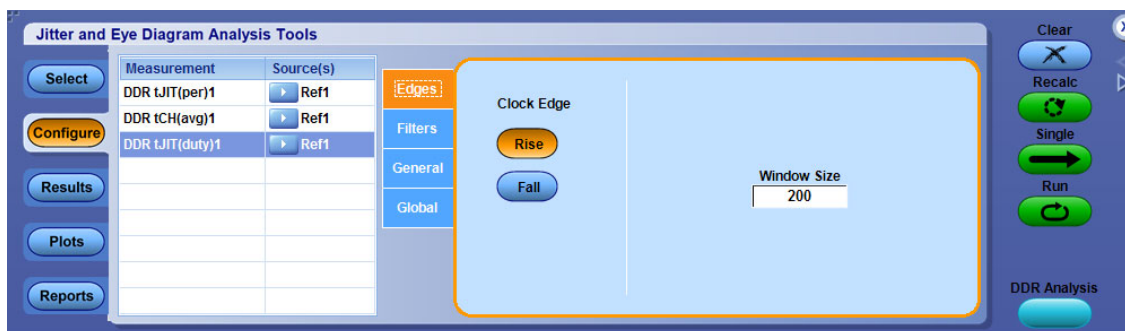 Jitter and Eye Diagram Analysis Tools
Select
Configure
Results
Plots
Reports
Measurement Source(s)
DDR tJIT(per)1 Ref1
DDR tCH(avg)1 Ref1
DDR tJIT(duty)1 Ref1
Edges
Filters
General
Global
Clock Edge
Rise
Fall
Window Size
200
Clear
Recalc
Single
Run
DDR Analysis